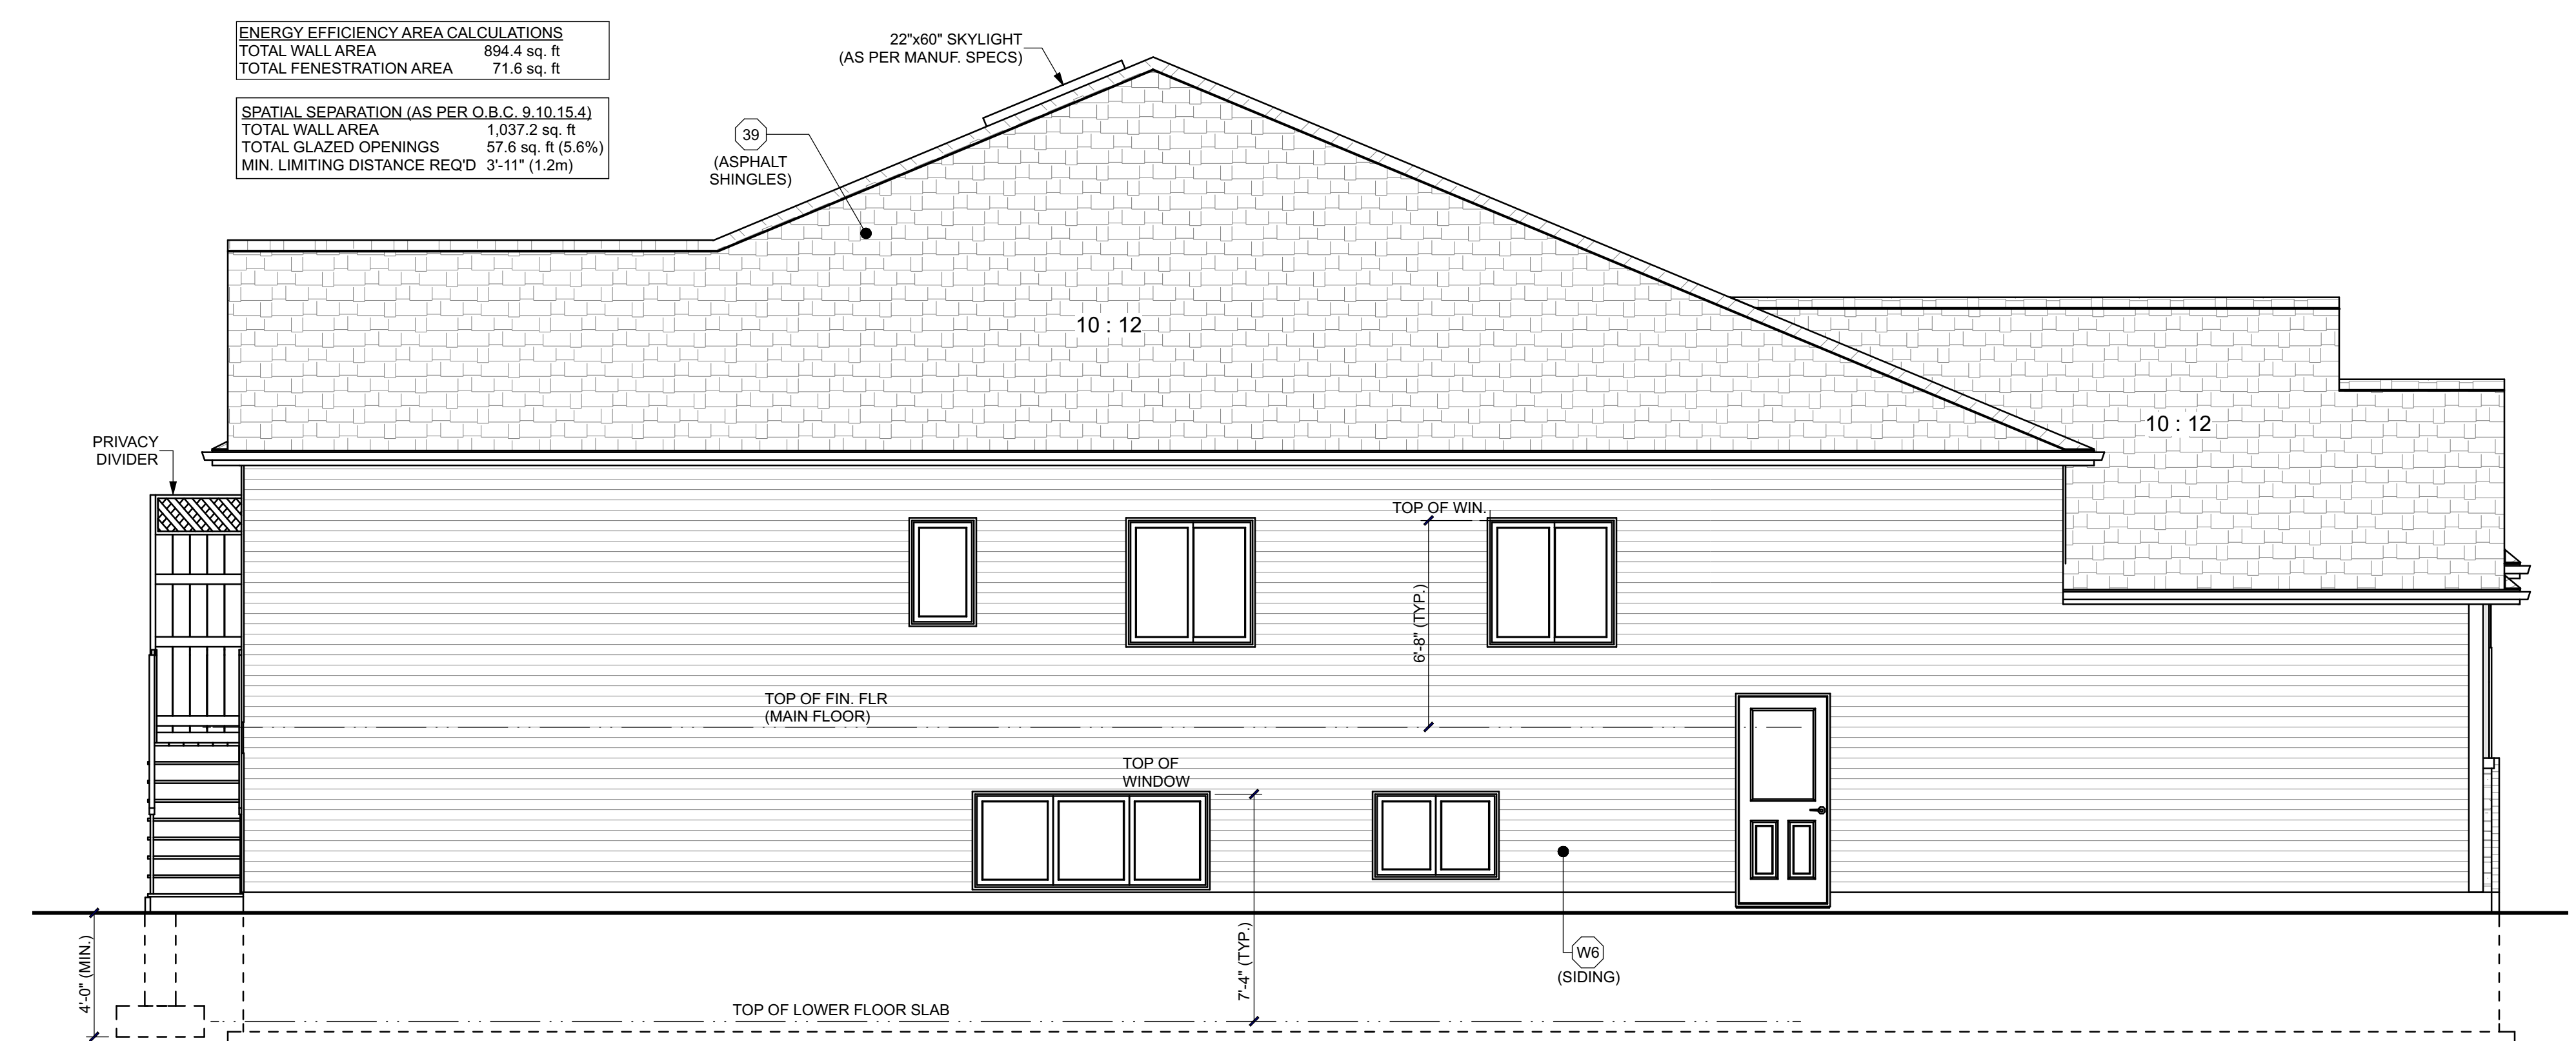 ENERGY EFFICIENCY AREA CALCULATIONS
TOTAL WALL AREA 894.4 sq. ft
TOTAL FENESTRATION AREA 71.6 sq. ft
SPATIAL SEPARATION (AS PER O.B.C. 9.10.15.4)
TOTAL WALL AREA 1,037.2 sq. ft
TOTAL GLAZED OPENINGS 57.6 sq. ft (5.6%)
MIN. LIMITING DISTANCE REQ'D 3'-11" (1.2m)
22"x60" SKYLIGHT
(AS PER MANUF. SPECS)
39
(ASPHALT
SHINGLES)
10 : 12
10 : 12
PRIVACY
DIVIDER
TOP OF WIN.
6'-8" (TYP.)
TOP OF FIN. FLR
(MAIN FLOOR)
TOP OF
WINDOW
7'-4" (TYP.)
W6
(SIDING)
4'-0" (MIN.)
TOP OF LOWER FLOOR SLAB